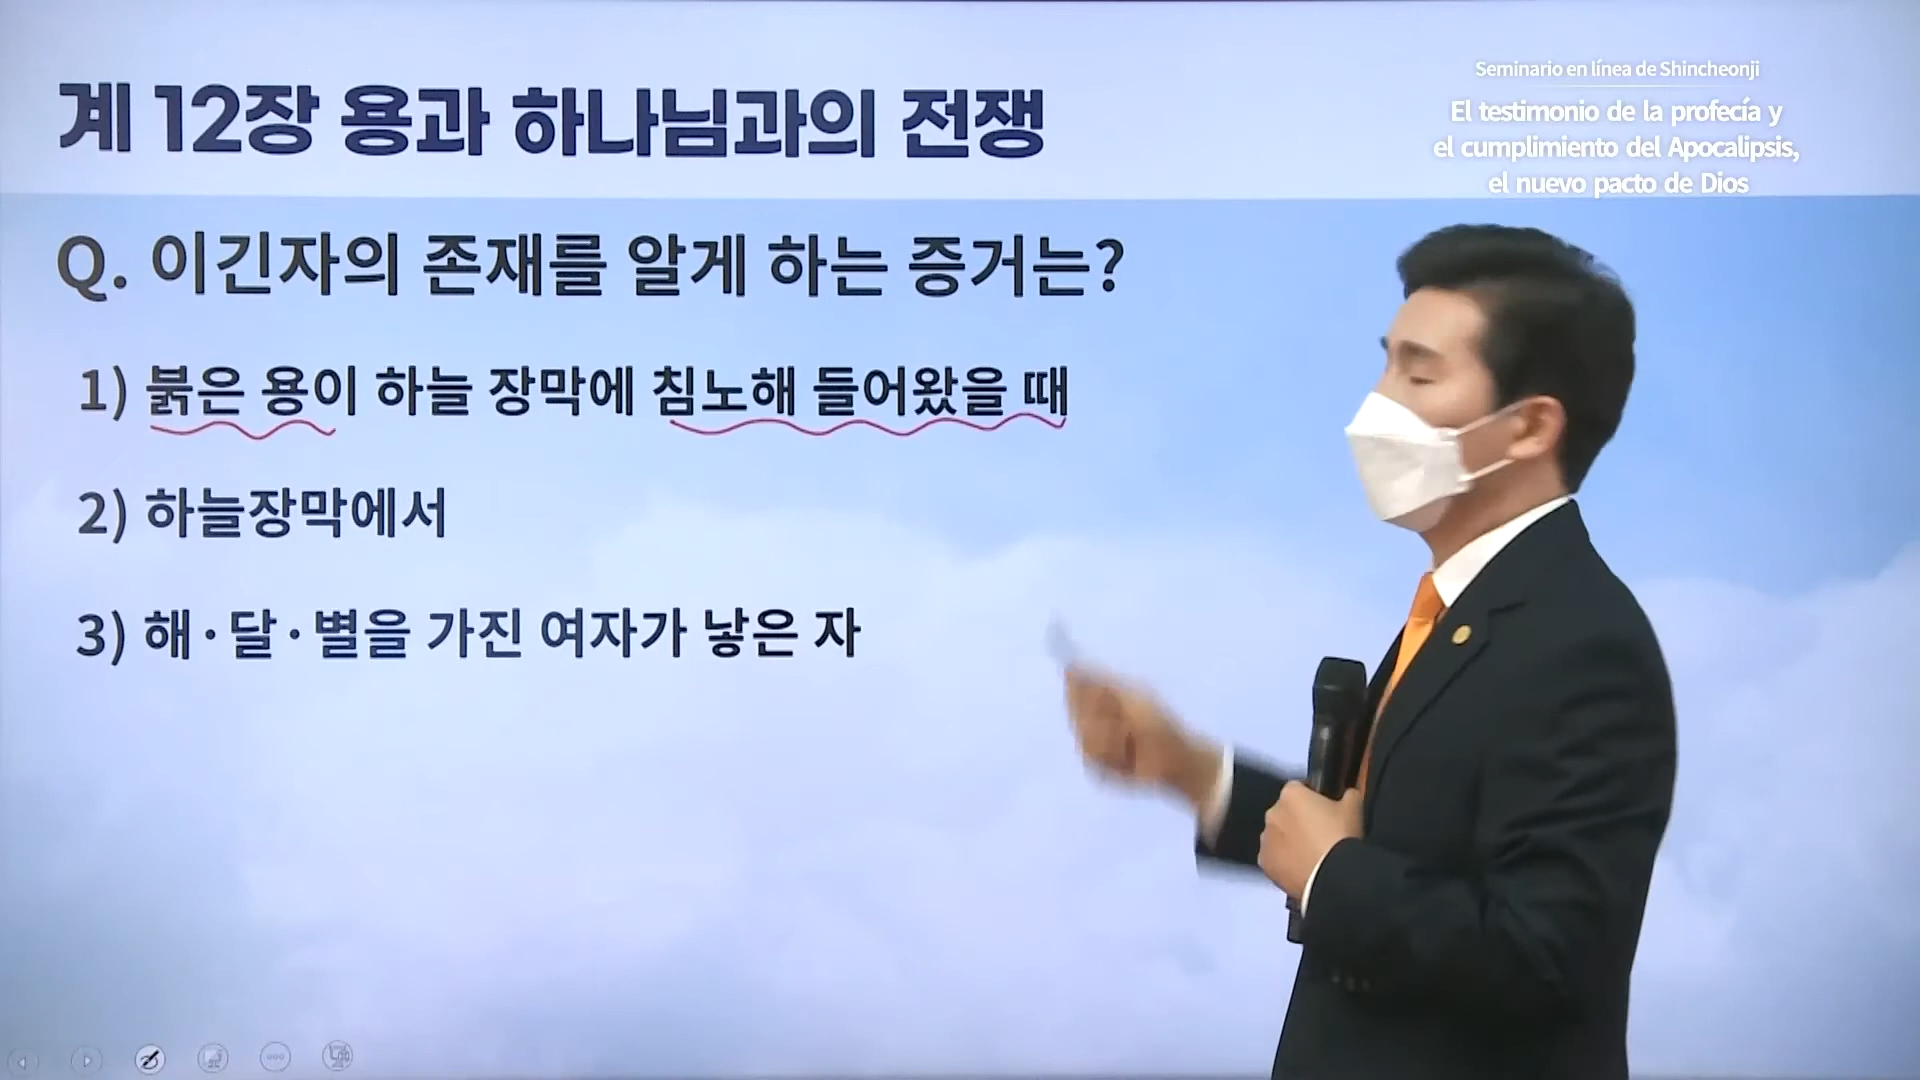 계 12장 용과 하나님과의 전쟁
Seminario en línea de Shincheonji
El testimonio de la profecía y
el cumplimiento del Apocalipsis,
el nuevo pacto de Dios
Q. 이긴자의 존재를 알게 하는 증거는?
1) 붉은 용이 하늘 장막에 침노해 들어왔을 때
2) 하늘장막에서
3) 해·달·별을 가진 여자가 낳은 자